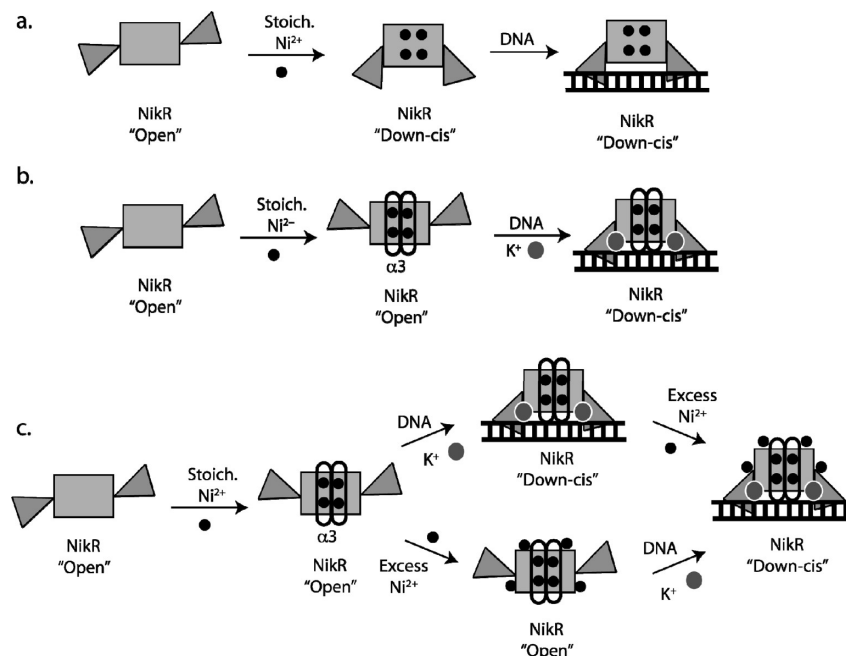 a.
Stoich.
Ni²⁺
DNA
NikR
"Open"
NikR
"Down-cis"
NikR
"Down-cis"
b.
Stoich.
Ni²⁻
DNA
K⁺
α3
NikR
"Open"
NikR
"Open"
NikR
"Down-cis"
c.
Stoich.
Ni²⁺
DNA
K⁺
NikR
"Down-cis"
Excess
Ni²⁺
α3
NikR
"Open"
NikR
"Open"
Excess
Ni²⁺
NikR
"Open"
DNA
K⁺
NikR
"Down-cis"